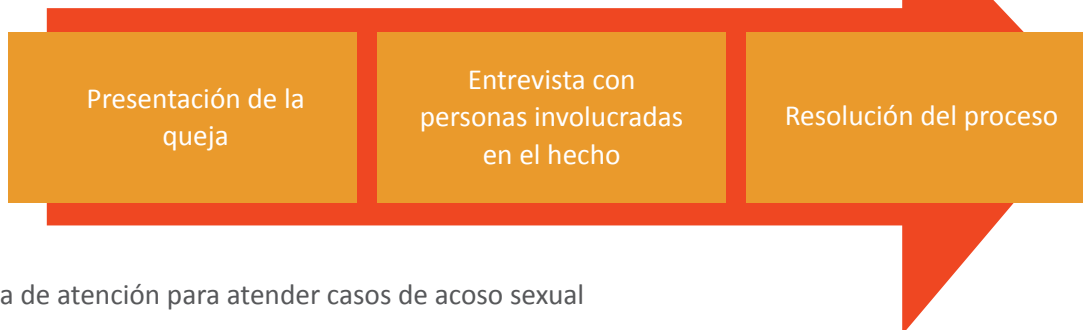 Presentación de la
queja
Entrevista con
personas involucradas
en el hecho
Resolución del proceso
a de atención para atender casos de acoso sexual